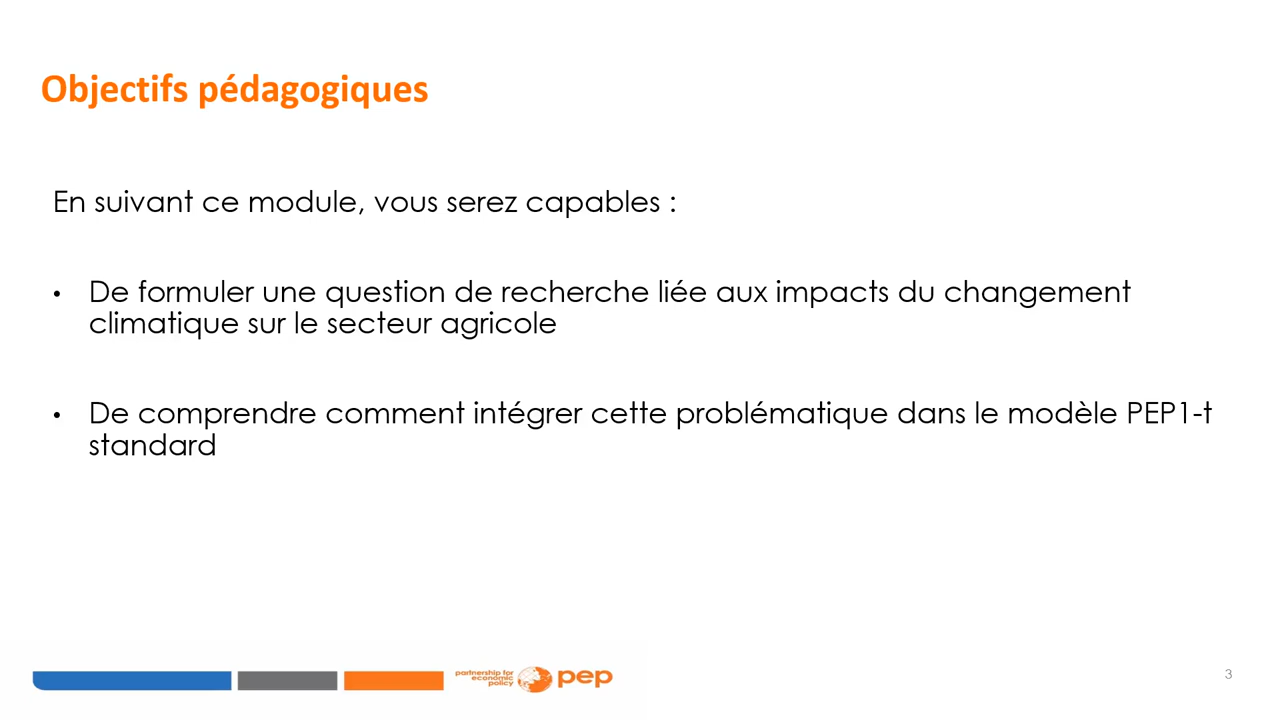 Objectifs pédagogiques
En suivant ce module, vous serez capables :
• De formuler une question de recherche liée aux impacts du changement
climatique sur le secteur agricole
• De comprendre comment intégrer cette problématique dans le modèle PEP1-t
standard
partnership for
economic
policy
pep
3